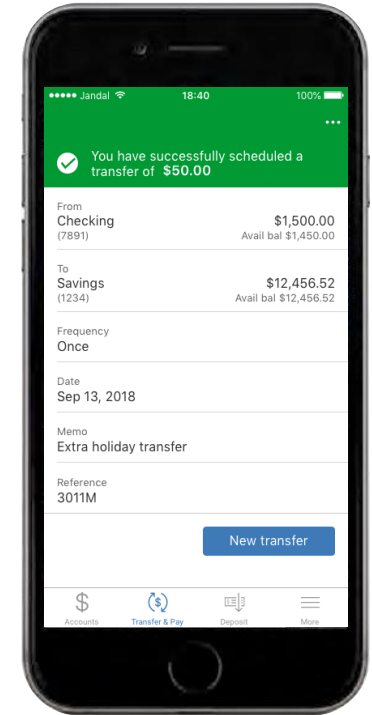 Jandal 18:40 100%
...
You have successfully scheduled a
transfer of $50.00
From
Checking $1,500.00
(7891) Avail bal $1,450.00
To
Savings $12,456.52
(1234) Avail bal $12,456.52
Frequency
Once
Date
Sep 13, 2018
Memo
Extra holiday transfer
Reference
3011M
New transfer
Accounts Transfer & Pay Deposit More